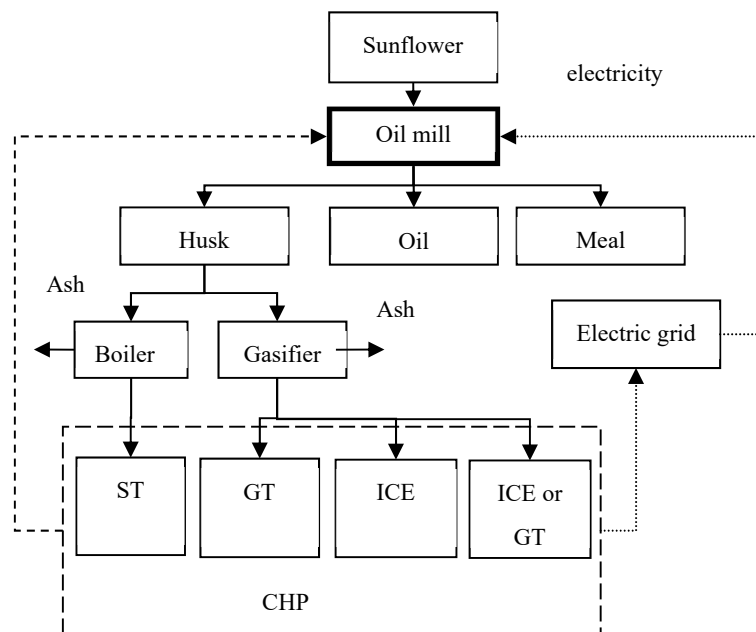 Sunflower
electricity
Oil mill
Husk
Oil
Meal
Ash
Ash
Electric grid
Boiler
Gasifier
ST
GT
ICE
ICE or
GT
CHP